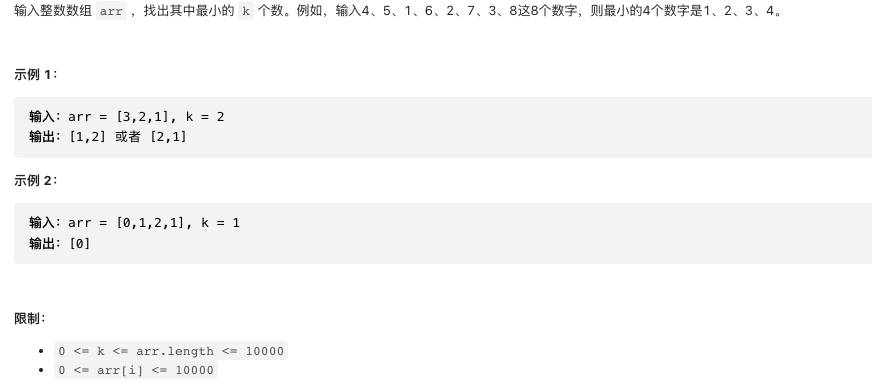 输入整数数组 arr ，找出其中最小的 k 个数。例如，输入4、5、1、6、2、7、3、8这8个数字，则最小的4个数字是1、2、3、4。
示例 1：
输入：arr = [3,2,1], k = 2
输出：[1,2] 或者 [2,1]
示例 2：
输入：arr = [0,1,2,1], k = 1
输出：[0]
限制：
• 0 <= k <= arr.length <= 10000
• 0 <= arr[i] <= 10000